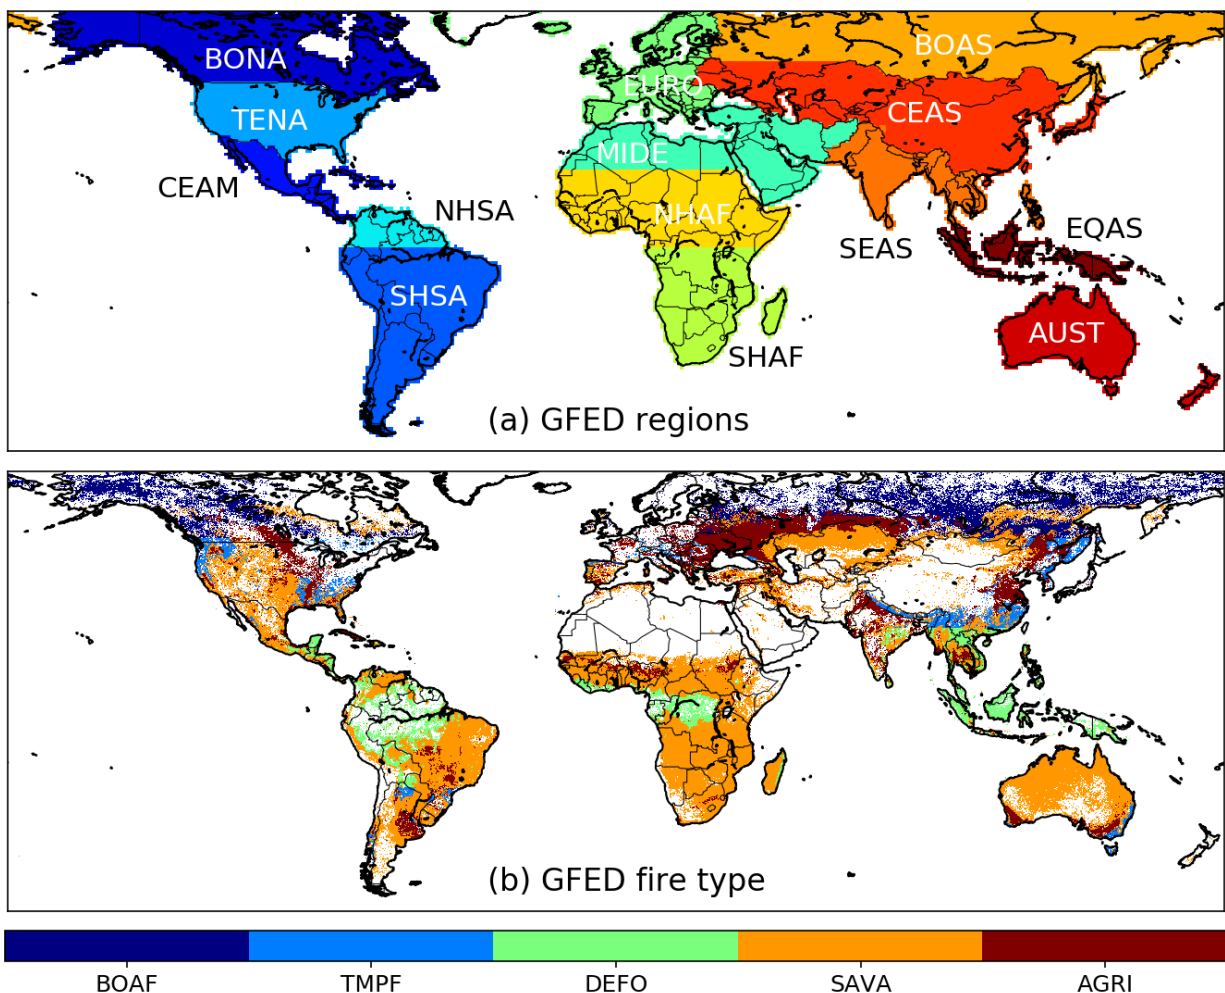 BONA
BOAS
EURO
TENA
CEAS
MIDE
CEAM
NHSA
NHAF
EQAS
SEAS
SHSA
AUST
SHAF
(a) GFED regions
(b) GFED fire type
BOAF
TMPF
DEFO
SAVA
AGRI